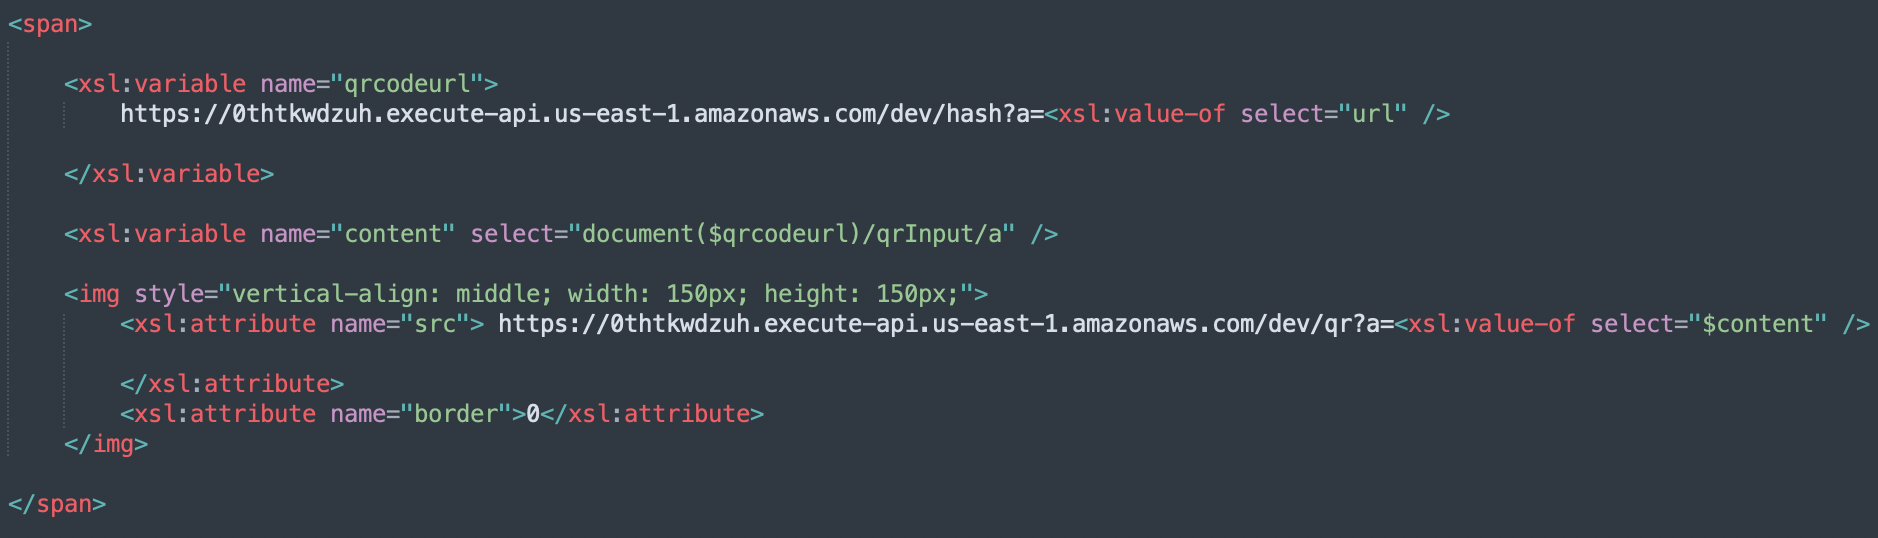 <span>
<xsl:variable name="qrcodeurl">
https://0thtkwdzuh.execute-api.us-east-1.amazonaws.com/dev/hash?a=<xsl:value-of select="url" />
</xsl:variable>
<xsl:variable name="content" select="document($qrcodeurl)/qrInput/a" />
<img style="vertical-align: middle; width: 150px; height: 150px;">
<xsl:attribute name="src"> https://0thtkwdzuh.execute-api.us-east-1.amazonaws.com/dev/qr?a=<xsl:value-of select="$content" />
</xsl:attribute>
<xsl:attribute name="border">0</xsl:attribute>
</img>
</span>